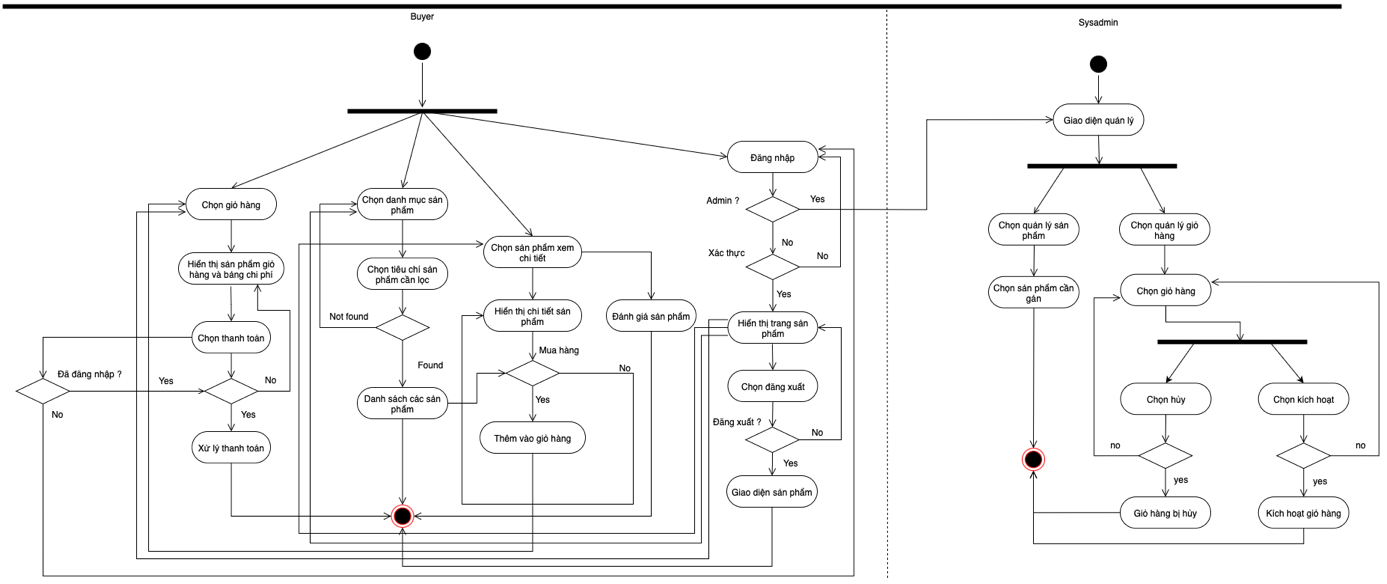 Buyer
Sysadmin
Giao diện quản lý
Đăng nhập
Admin ?
Yes
Chọn giỏ hàng
Chọn danh mục sản
phẩm
Chọn sản phẩm xem
chi tiết
No
Xác thực
No
Yes
Chọn quản lý sản
phẩm
Chọn quản lý giỏ
hàng
Hiển thị sản phẩm giỏ
hàng và bảng chi phí
Chọn tiêu chí sản
phẩm cần lọc
Chọn sản phẩm cần
gán
Chọn giỏ hàng
Hiển thị chi tiết sản
phẩm
Đánh giá sản phẩm
Hiển thị trang sản
phẩm
Not found
Chọn thanh toán
Mua hàng
Found
No
Đã đăng nhập ?
Yes
No
No
Yes
Danh sách các sản
phẩm
Yes
Chọn đăng xuất
Chọn hủy
Chọn kích hoạt
Đăng xuất ?
No
Yes
Xử lý thanh toán
Thêm vào giỏ hàng
no
yes
no
yes
Giao diện sản phẩm
Giỏ hàng bị hủy
Kích hoạt giỏ hàng